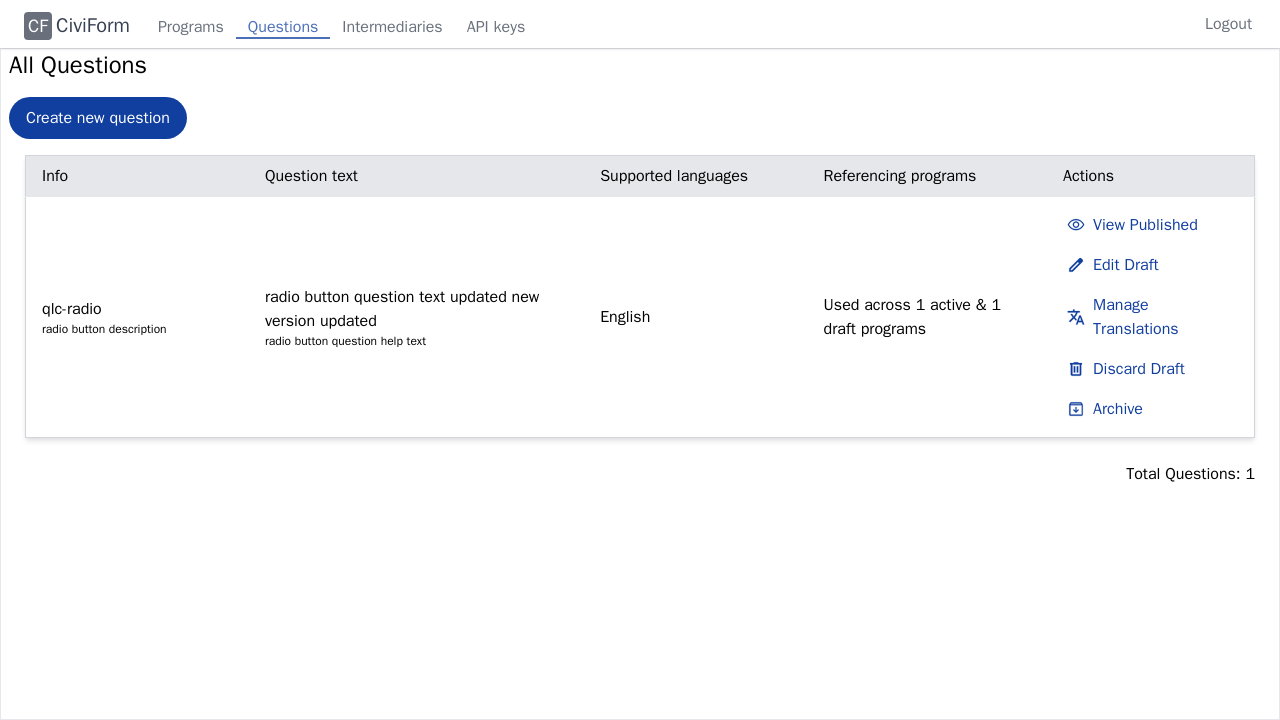 CF CiviForm Programs Questions Intermediaries API keys Logout
All Questions
Create new question
Info Question text Supported languages Referencing programs Actions
qlc-radio
radio button description
radio button question text updated new
version updated
radio button question help text
English
Used across 1 active & 1
draft programs
View Published
Edit Draft
Manage
Translations
Discard Draft
Archive
Total Questions: 1